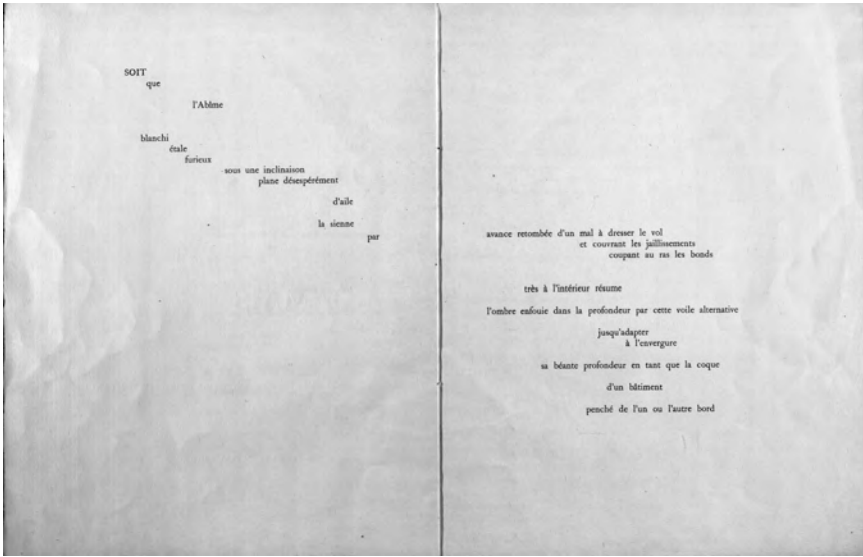 SOIT
que
l'Abîme
blanchi
étale
furieux
sous une inclinaison
plane désespérément
d'aile
la sienne
par
avance retombée d'un mal à dresser le vol
et couvrant les jaillissements
coupant au ras les bonds
très à l'intérieur résume
l'ombre enfouie dans la profondeur par cette voile alternative
jusqu'adapter
à l'envergure
sa béante profondeur en tant que la coque
d'un bâtiment
penché de l'un ou l'autre bord